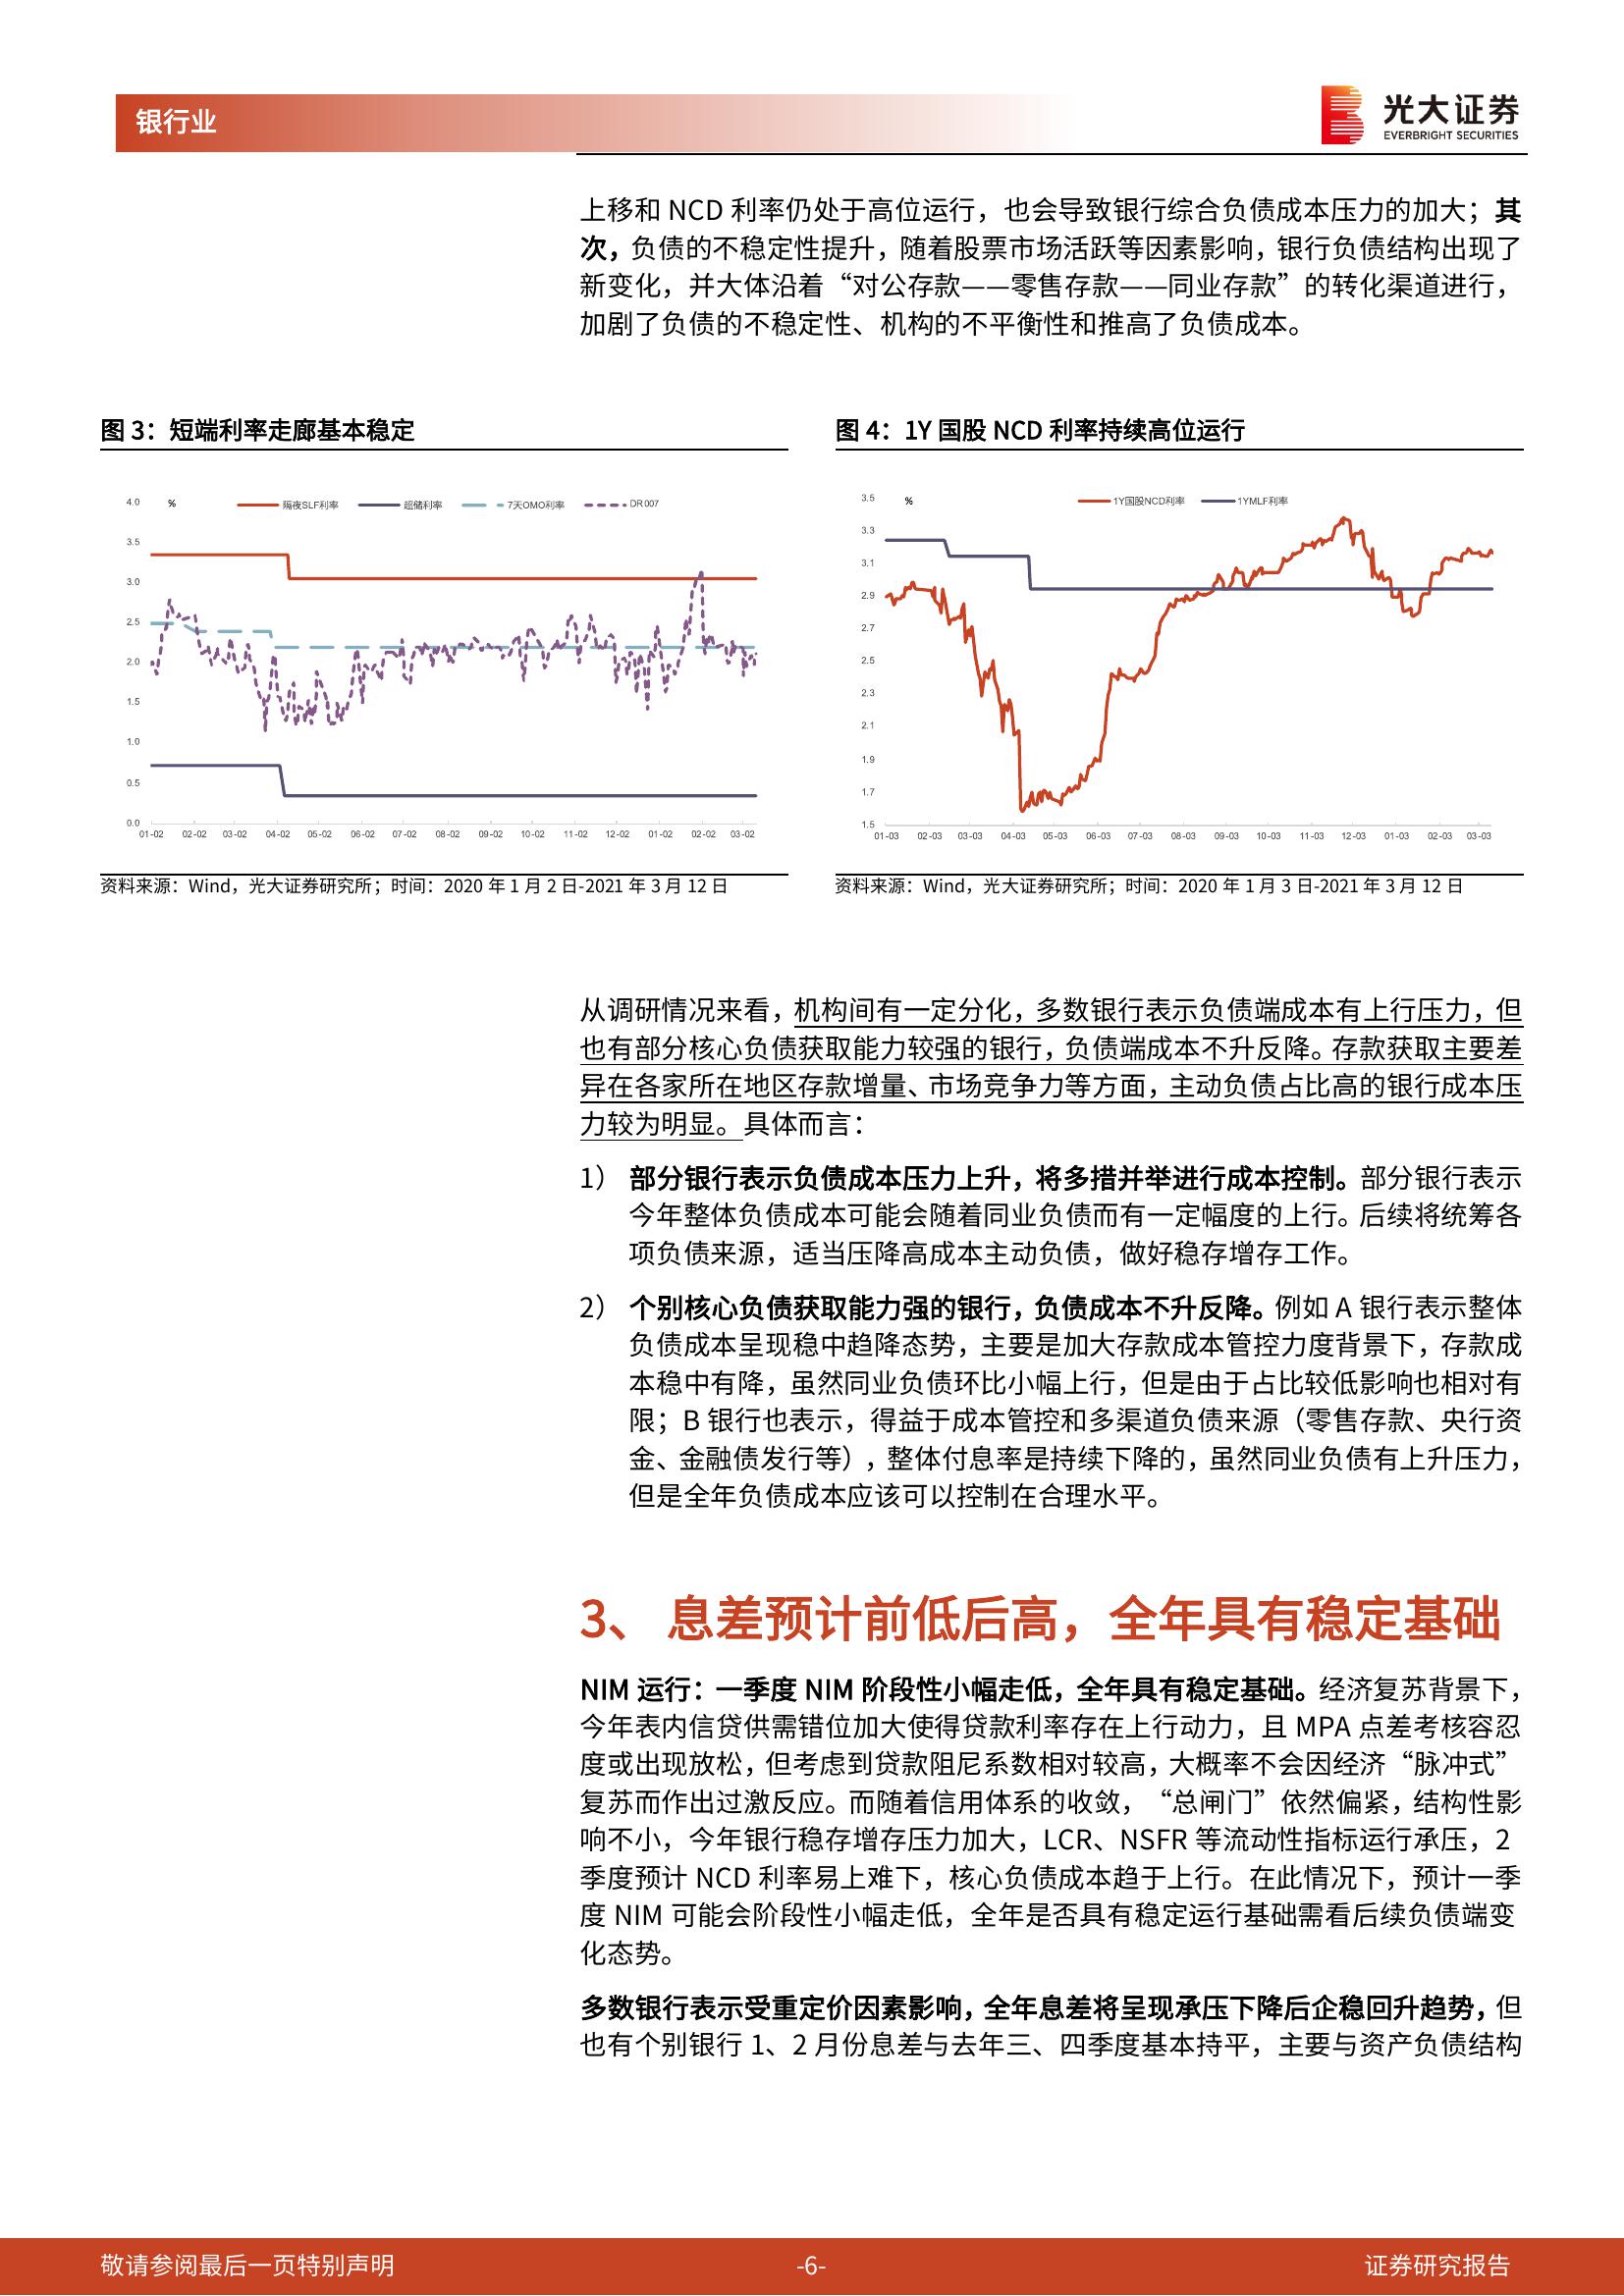 银行业
光大证券
EVERBRIGHT SECURITIES
上移和 NCD 利率仍处于高位运行，也会导致银行综合负债成本压力的加大；其
次，负债的不稳定性提升，随着股票市场活跃等因素影响，银行负债结构出现了
新变化，并大体沿着“对公存款——零售存款——同业存款”的转化渠道进行，
加剧了负债的不稳定性、机构的不平衡性和推高了负债成本。
图 3：短端利率走廊基本稳定
% 隔夜SLF利率 超储利率 7天OMO利率 DR007
4.0
3.5
3.0
2.5
2.0
1.5
1.0
0.5
0.0
01-02 02-02 03-02 04-02 05-02 06-02 07-02 08-02 09-02 10-02 11-02 12-02 01-02 02-02 03-02
资料来源：Wind，光大证券研究所；时间：2020 年 1 月 2 日-2021 年 3 月 12 日
图 4：1Y 国股 NCD 利率持续高位运行
% 1Y国股NCD利率 1YMLF利率
3.5
3.3
3.1
2.9
2.7
2.5
2.3
2.1
1.9
1.7
1.5
01-03 02-03 03-03 04-03 05-03 06-03 07-03 08-03 09-03 10-03 11-03 12-03 01-03 02-03 03-03
资料来源：Wind，光大证券研究所；时间：2020 年 1 月 3 日-2021 年 3 月 12 日
从调研情况来看，机构间有一定分化，多数银行表示负债端成本有上行压力，但
也有部分核心负债获取能力较强的银行，负债端成本不升反降。存款获取主要差
异在各家所在地区存款增量、市场竞争力等方面，主动负债占比高的银行成本压
力较为明显。具体而言：
1） 部分银行表示负债成本压力上升，将多措并举进行成本控制。部分银行表示
今年整体负债成本可能会随着同业负债而有一定幅度的上行。后续将统筹各
项负债来源，适当压降高成本主动负债，做好稳存增存工作。
2） 个别核心负债获取能力强的银行，负债成本不升反降。例如 A 银行表示整体
负债成本呈现稳中趋降态势，主要是加大存款成本管控力度背景下，存款成
本稳中有降，虽然同业负债环比小幅上行，但是由于占比较低影响也相对有
限；B 银行也表示，得益于成本管控和多渠道负债来源（零售存款、央行资
金、金融债发行等），整体付息率是持续下降的，虽然同业负债有上升压力，
但是全年负债成本应该可以控制在合理水平。
3、 息差预计前低后高，全年具有稳定基础
NIM 运行：一季度 NIM 阶段性小幅走低，全年具有稳定基础。经济复苏背景下，
今年表内信贷供需错位加大使得贷款利率存在上行动力，且 MPA 点差考核容忍
度或出现放松，但考虑到贷款阻尼系数相对较高，大概率不会因经济“脉冲式”
复苏而作出过激反应。而随着信用体系的收敛，“总闸门”依然偏紧，结构性影
响不小，今年银行稳存增存压力加大，LCR、NSFR 等流动性指标运行承压，2
季度预计 NCD 利率易上难下，核心负债成本趋于上行。在此情况下，预计一季
度 NIM 可能会阶段性小幅走低，全年是否具有稳定运行基础需看后续负债端变
化态势。
多数银行表示受重定价因素影响，全年息差将呈现承压下降后企稳回升趋势，但
也有个别银行 1、2 月份息差与去年三、四季度基本持平，主要与资产负债结构
敬请参阅最后一页特别声明 -6- 证券研究报告